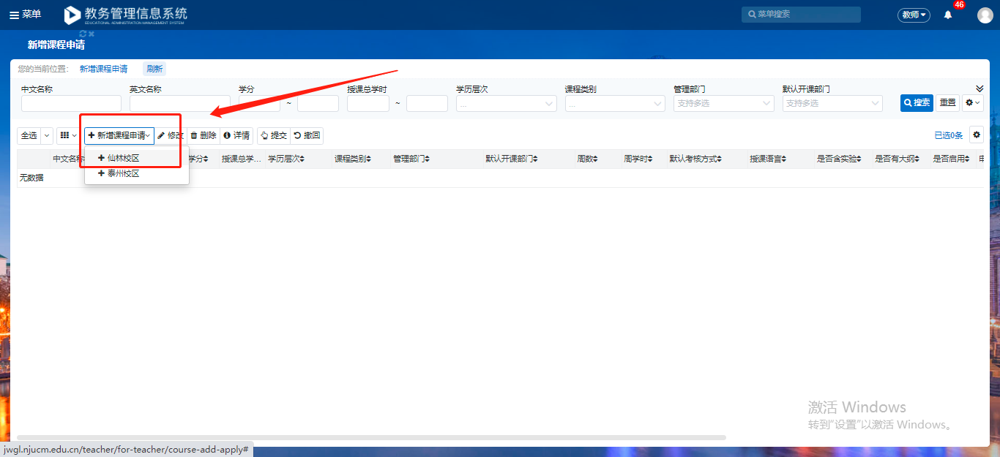 菜单
教务管理信息系统
EDUCATIONAL ADMINISTRATION MANAGEMENT SYSTEM
菜单搜索
教师
46
新增课程申请
您的当前位置: 新增课程申请 刷新
中文名称 英文名称 学分 授课总学时 学历层次 课程类别 管理部门 默认开课部门
~ ~ ... ... 支持多选 支持多选 搜索 重置
全选 新增课程申请 修改 删除 详情 提交 撤回 已选0条
中文名称 学分 授课总学... 学历层次 课程类别 管理部门 默认开课部门 周数 周学时 默认考核方式 授课语言 是否含实验 是否有大纲 是否启用 申
仙林校区
泰州校区
无数据
激活 Windows
转到"设置"以激活 Windows。
jwgl.njucm.edu.cn/teacher/for-teacher/course-add-apply#